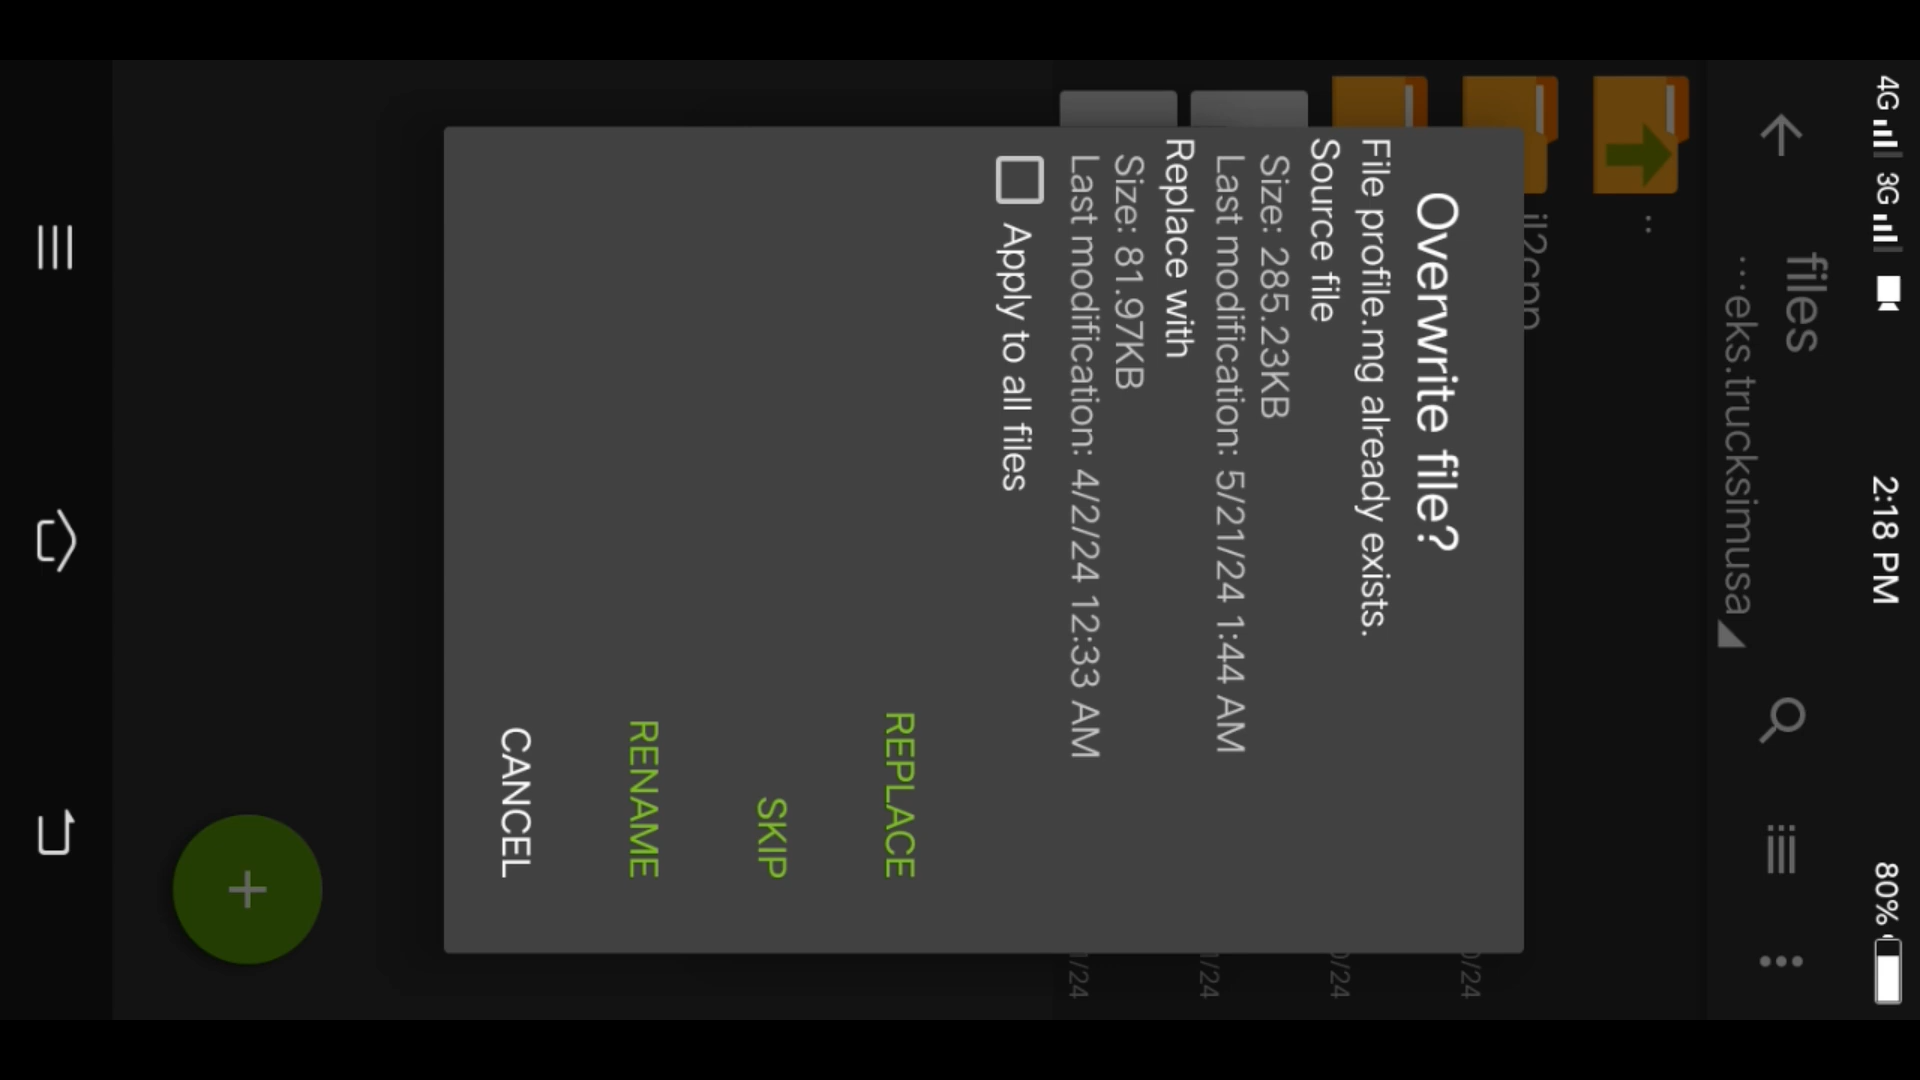 4G 3G 2:18 PM 80%
files
...eks.trucksimusa
..
il2cpp
Overwrite file?
File profile.mg already exists.
Source file
Size: 285.23KB
Last modification: 5/21/24 1:44 AM
Replace with
Size: 81.97KB
Last modification: 4/2/24 12:33 AM
Apply to all files
REPLACE
SKIP
RENAME
CANCEL